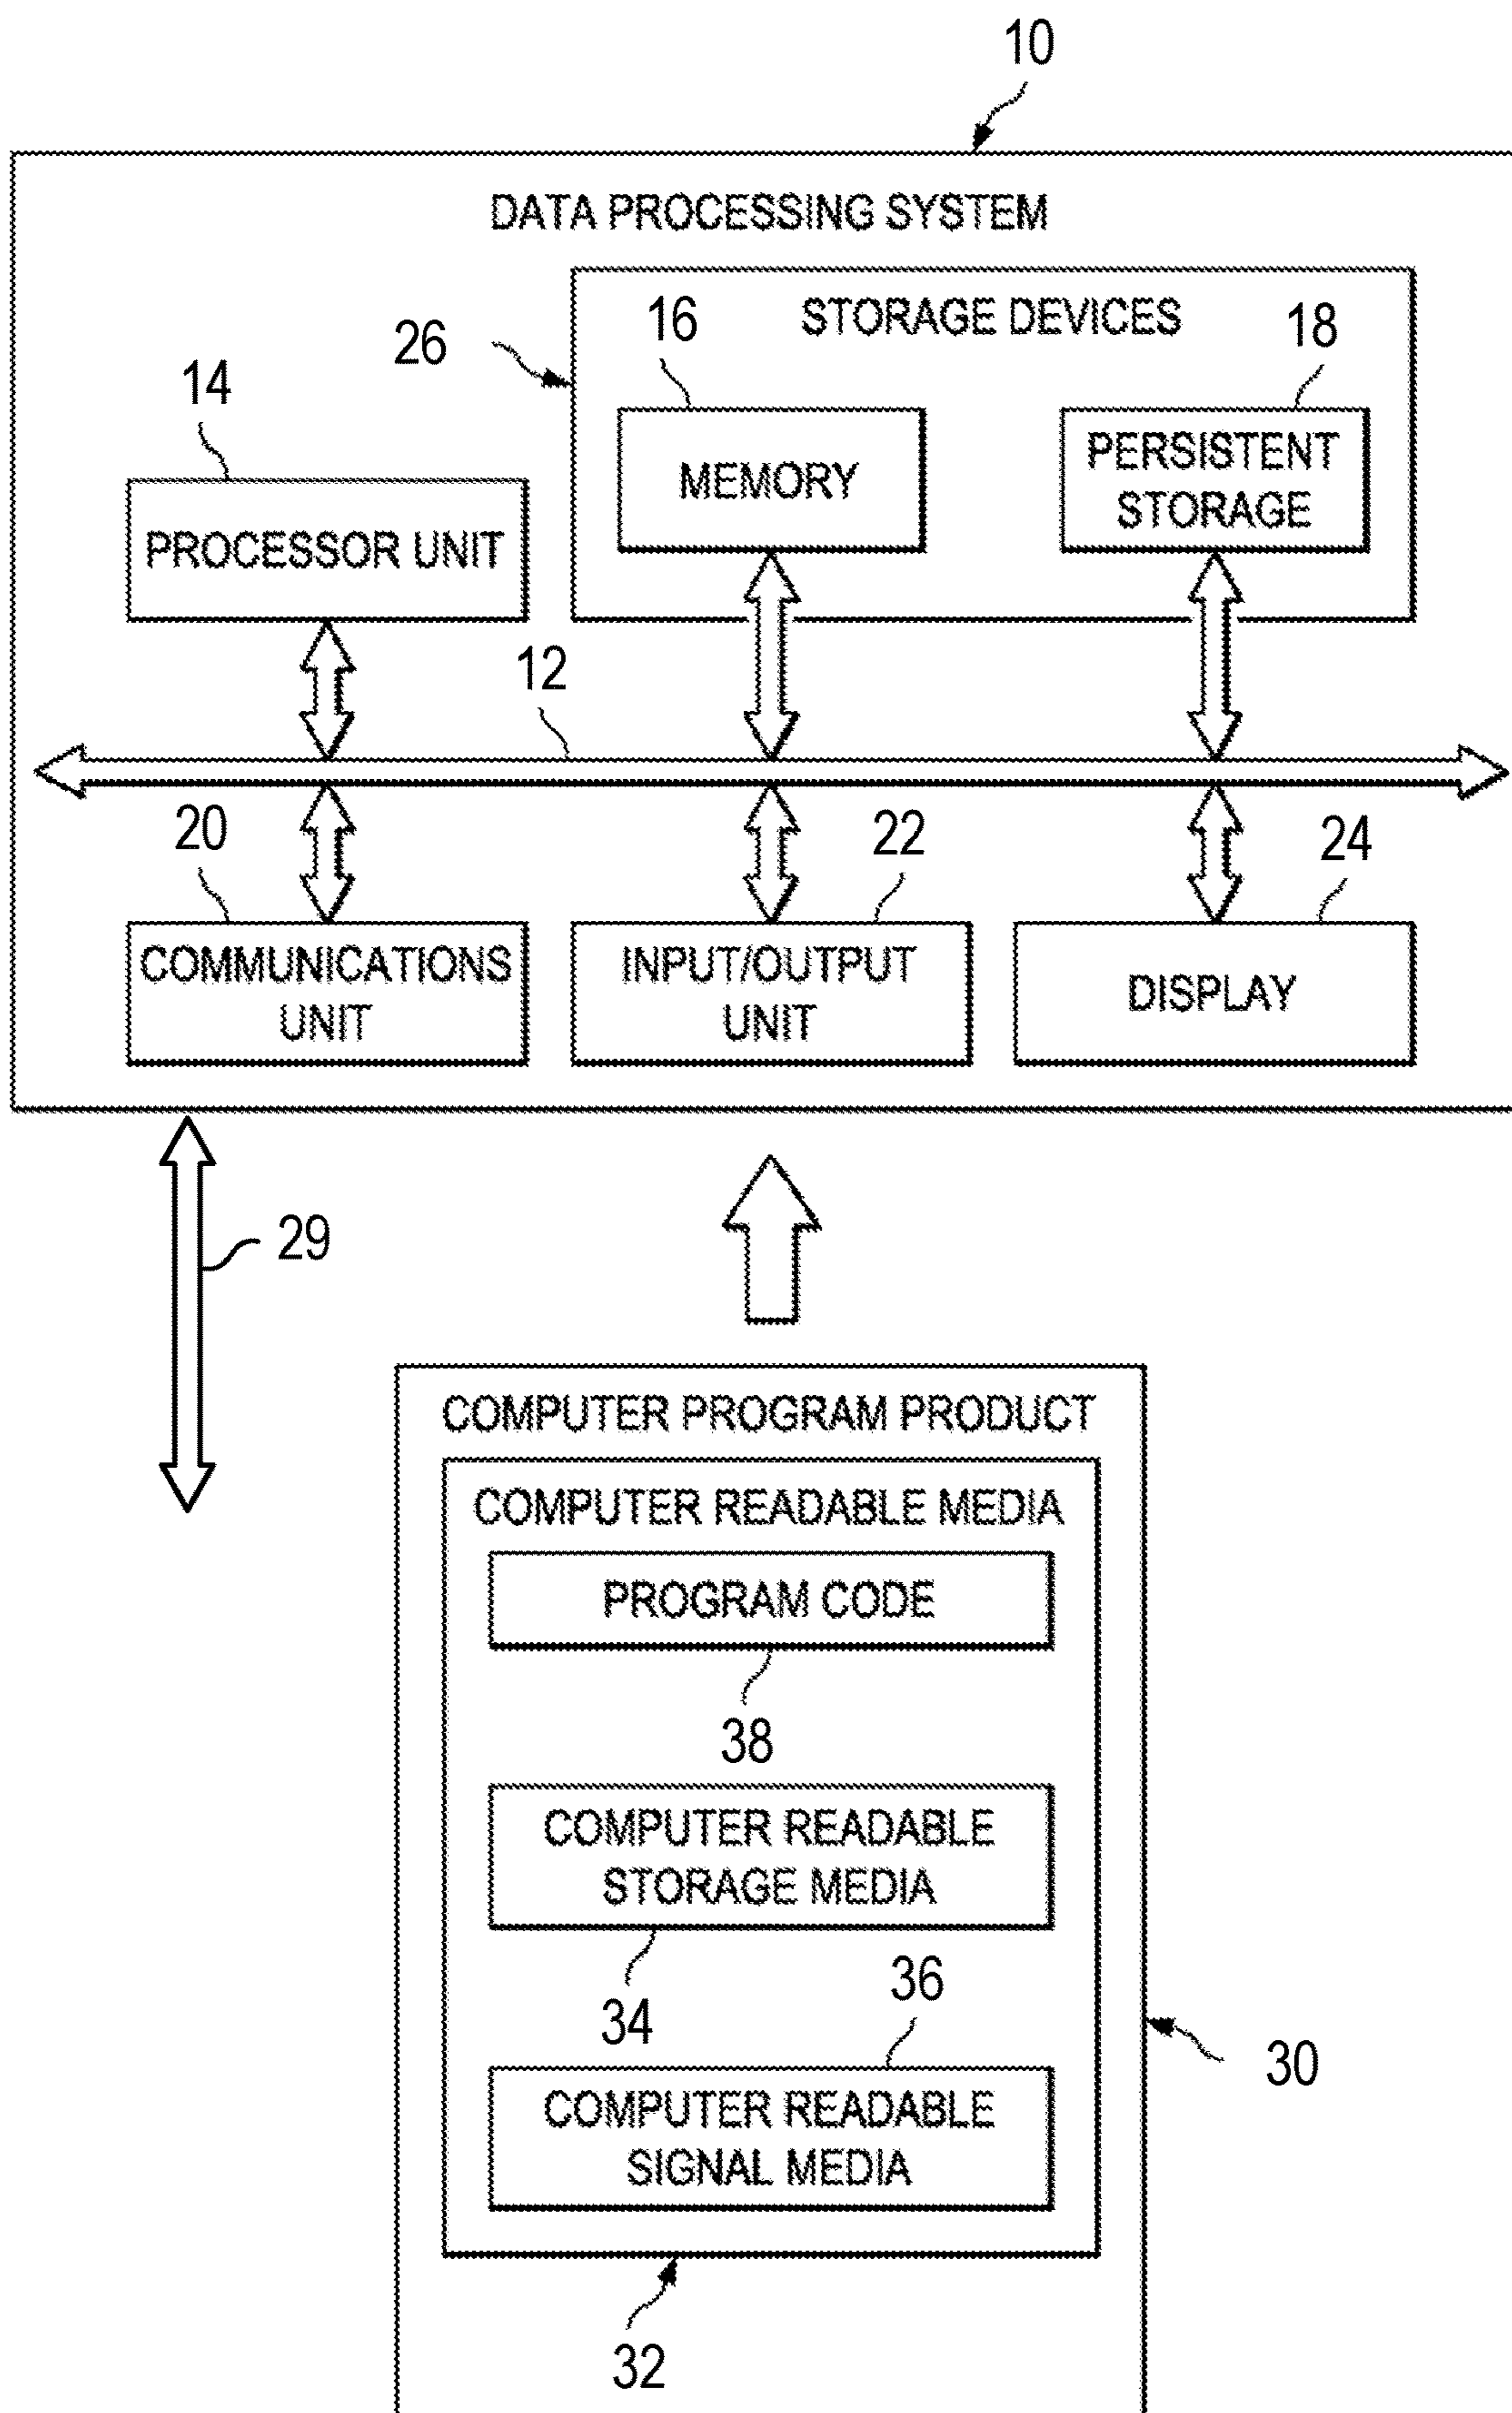 10
DATA PROCESSING SYSTEM
STORAGE DEVICES
26
16
18
14
MEMORY
PERSISTENT
STORAGE
PROCESSOR UNIT
12
20
22
24
COMMUNICATIONS
UNIT
INPUT/OUTPUT
UNIT
DISPLAY
29
COMPUTER PROGRAM PRODUCT
COMPUTER READABLE MEDIA
PROGRAM CODE
38
COMPUTER READABLE
STORAGE MEDIA
34
36
30
COMPUTER READABLE
SIGNAL MEDIA
32